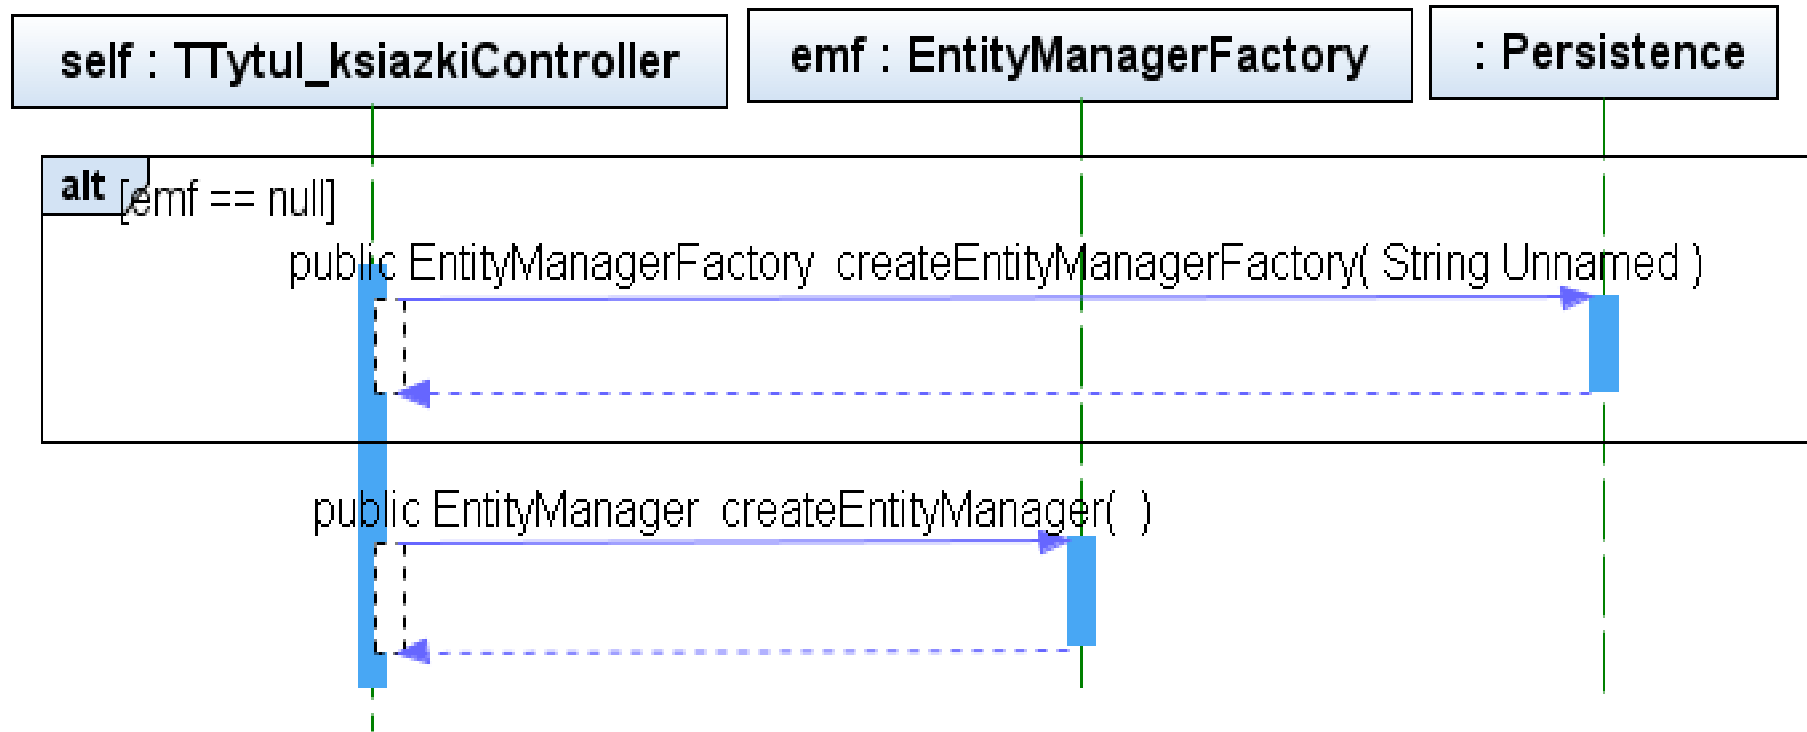 self : TTytul_ksiazkiController
emf : EntityManagerFactory
: Persistence
alt
[emf == null]
public EntityManagerFactory createEntityManagerFactory( String Unnamed )
public EntityManager createEntityManager( )